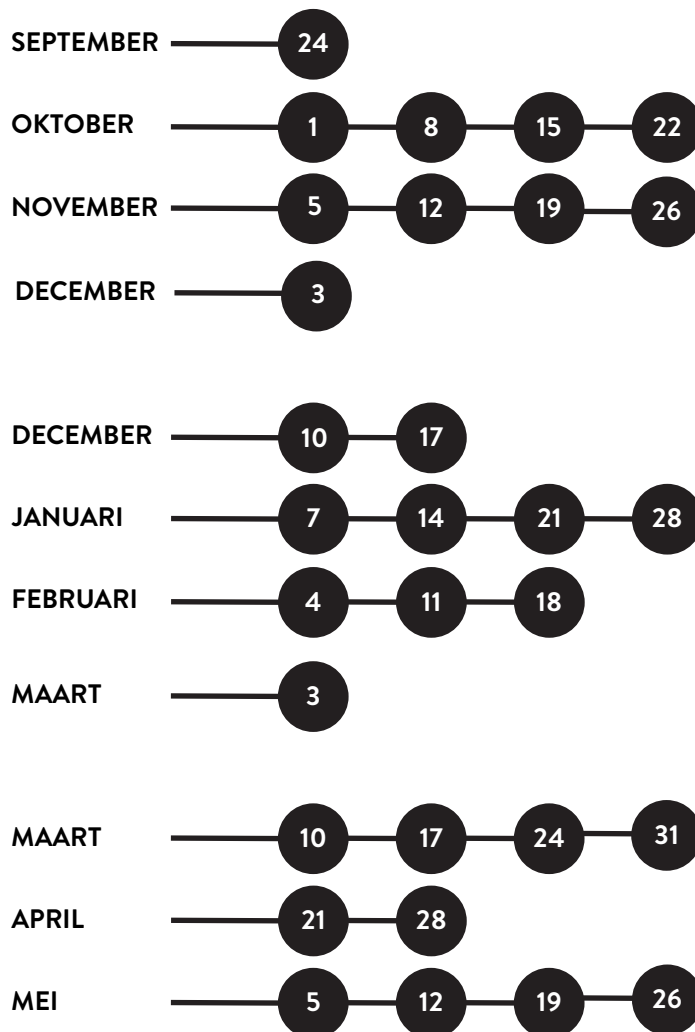 SEPTEMBER 24
OKTOBER 1 8 15 22
NOVEMBER 5 12 19 26
DECEMBER 3
DECEMBER 10 17
JANUARI 7 14 21 28
FEBRUARI 4 11 18
MAART 3
MAART 10 17 24 31
APRIL 21 28
MEI 5 12 19 26